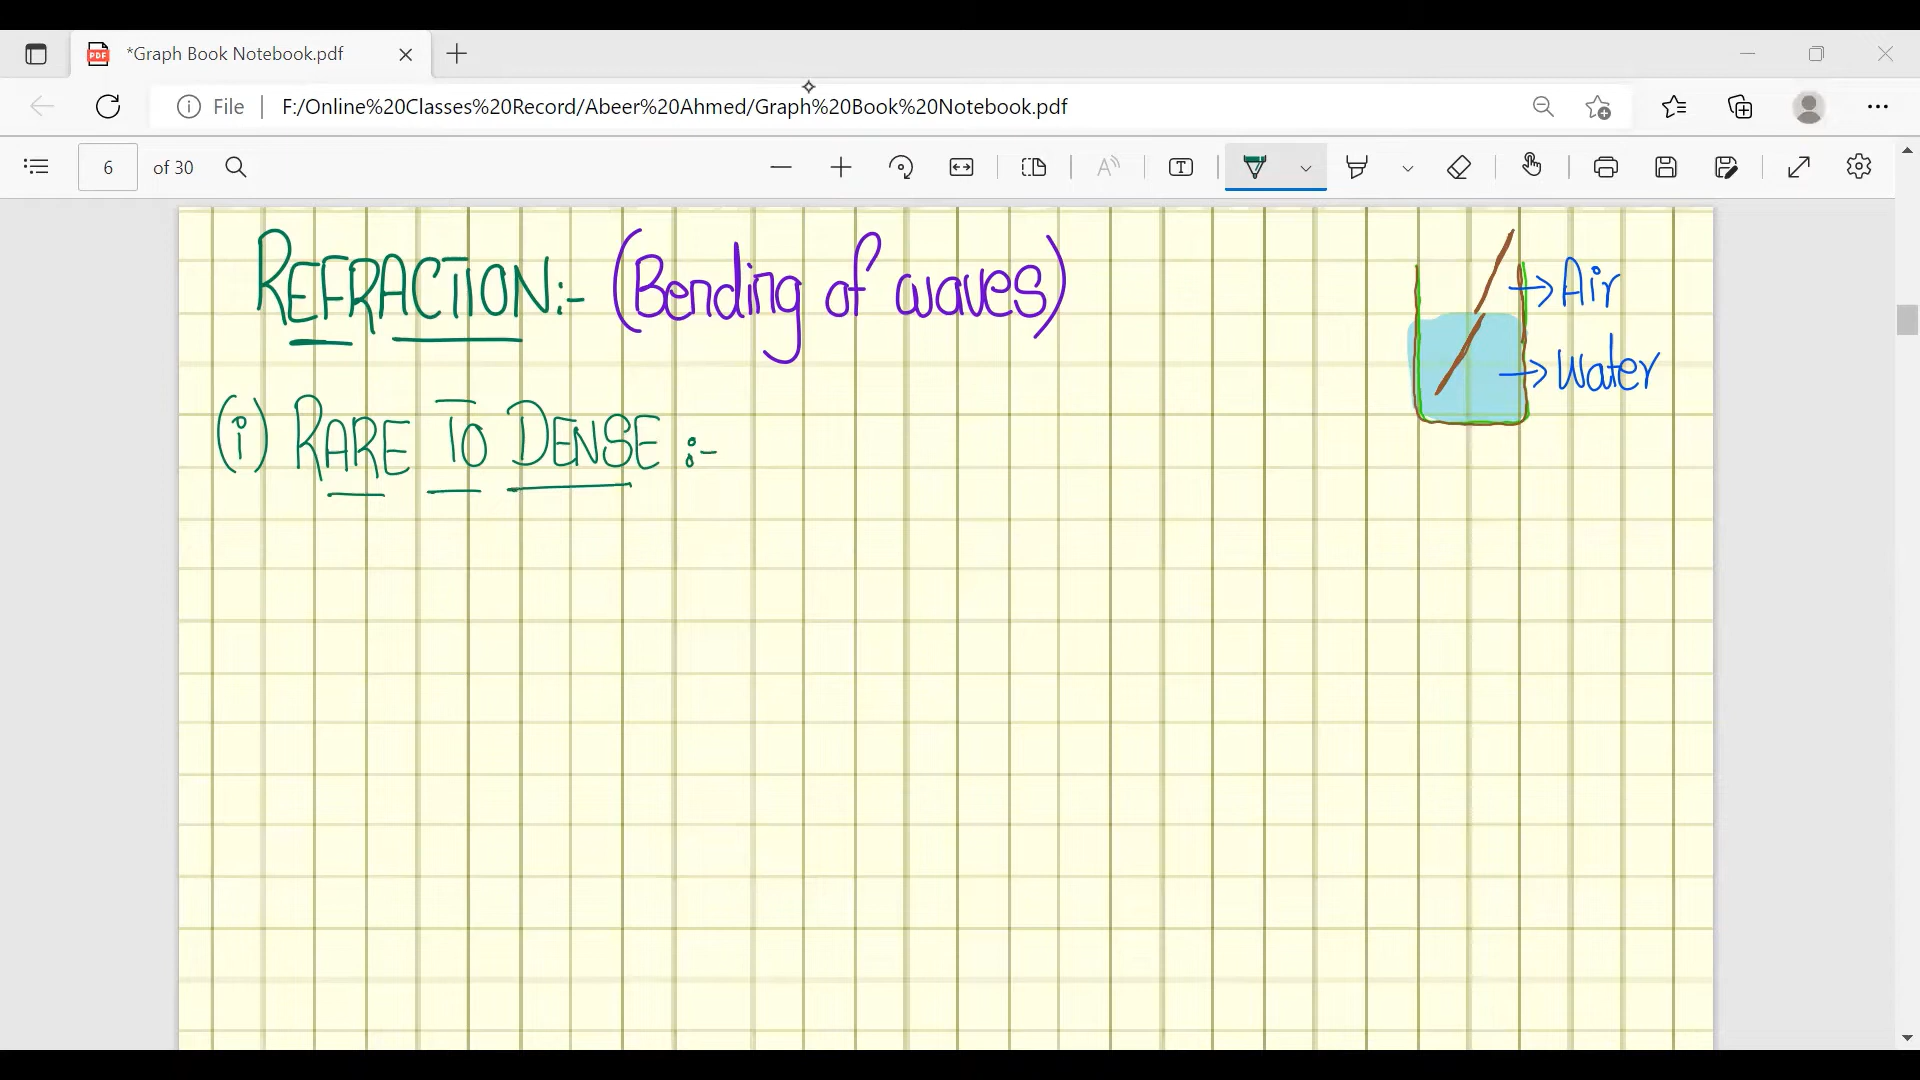 *Graph Book Notebook.pdf
File F:/Online%20Classes%20Record/Abeer%20Ahmed/Graph%20Book%20Notebook.pdf
6 of 30
REFRACTION:- (Bending of waves)
Air
Water
(i) RARE TO DENSE :-